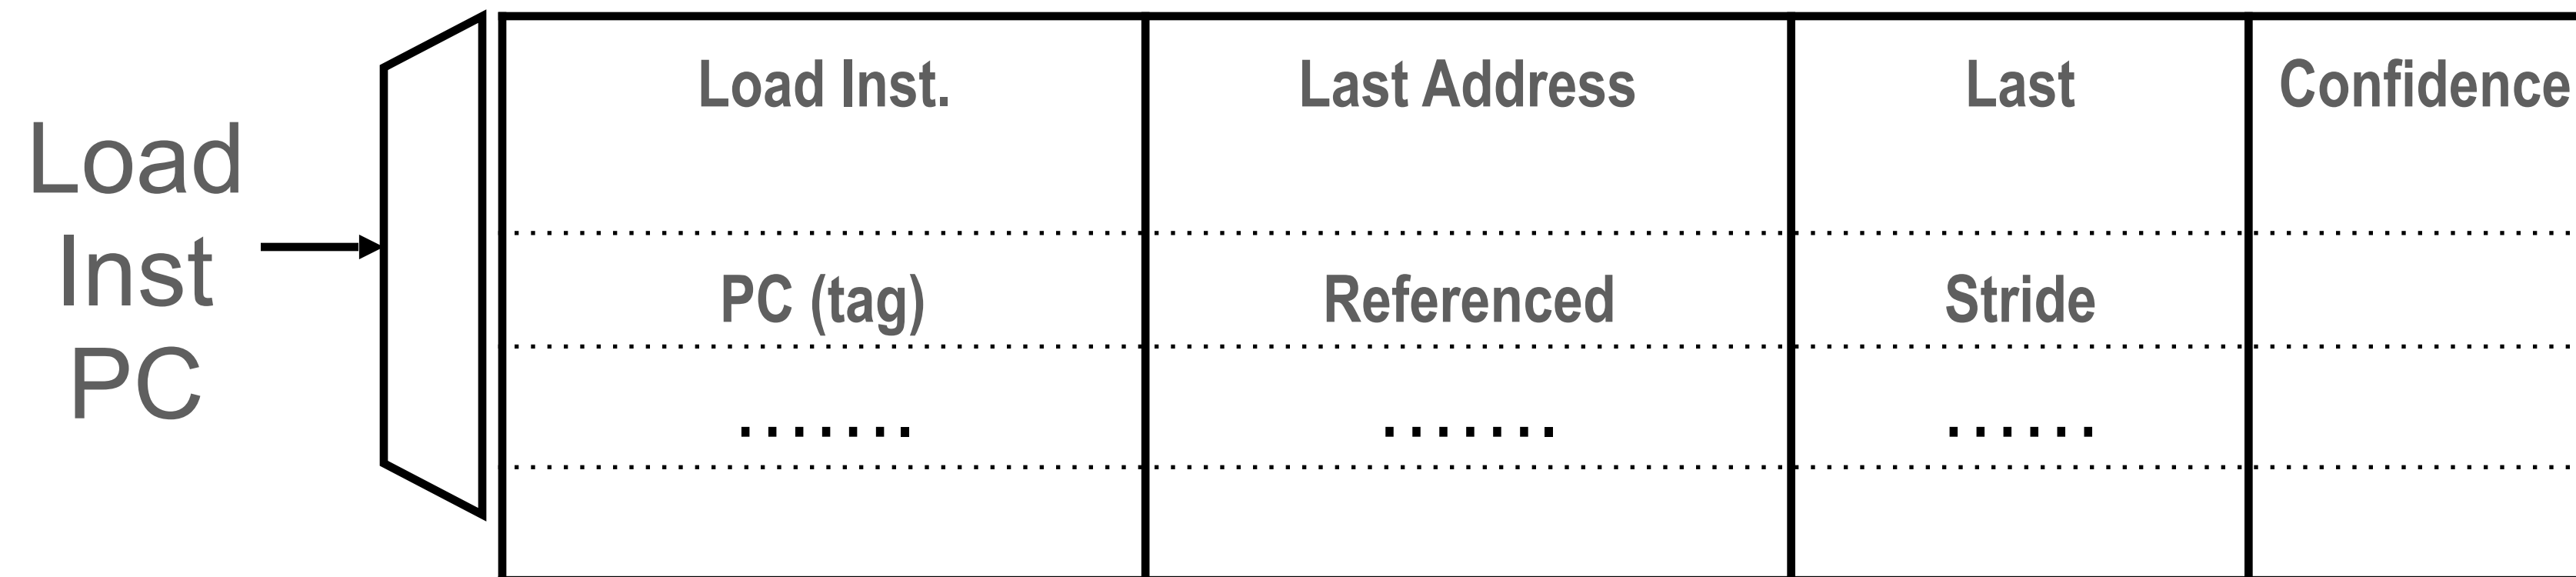 Load
Inst
PC
Load Inst. Last Address Last Confidence
PC (tag) Referenced Stride
....... ....... ......